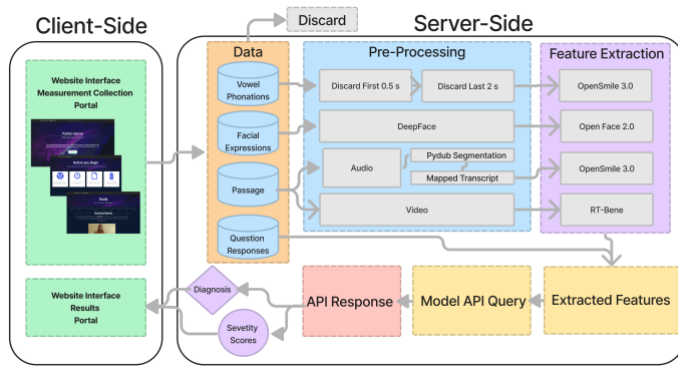 Client-Side
Server-Side
Discard
Website Interface
Measurement Collection
Portal
Data
Vowel
Phonations
Facial
Expressions
Passage
Question
Responses
Pre-Processing
Discard First 0.5 s
Discard Last 2 s
DeepFace
Audio
Pydub Segmentation
Mapped Transcript
Video
Feature Extraction
OpenSmile 3.0
Open Face 2.0
OpenSmile 3.0
RT-Bene
Website Interface
Results
Portal
Diagnosis
Sevetity
Scores
API Response
Model API Query
Extracted Features